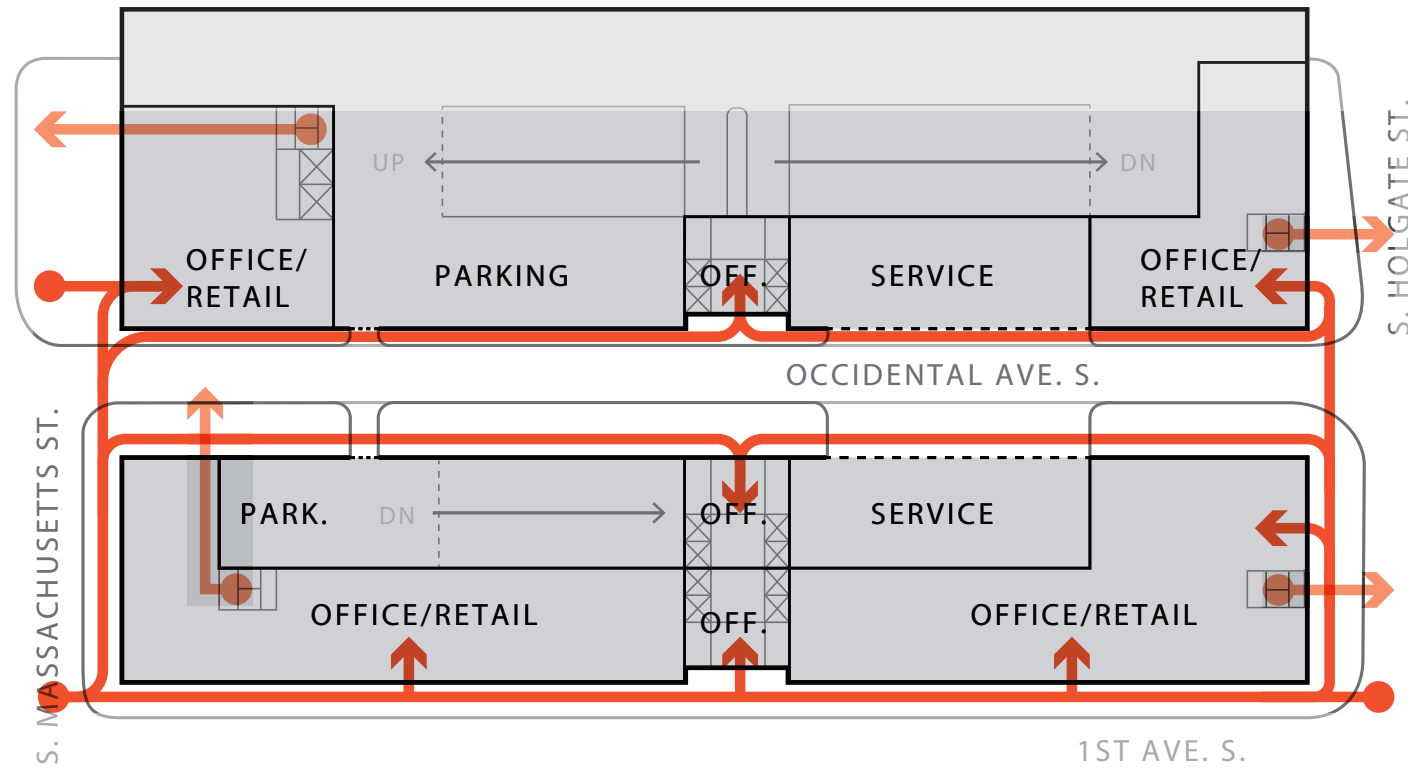 UP
DN
OFFICE/
RETAIL
PARKING
OFF.
SERVICE
OFFICE/
RETAIL
S. HOLGATE ST.
OCCIDENTAL AVE. S.
S. MASSACHUSETTS ST.
PARK.
DN
OFF.
SERVICE
OFFICE/RETAIL
OFF.
OFFICE/RETAIL
1ST AVE. S.